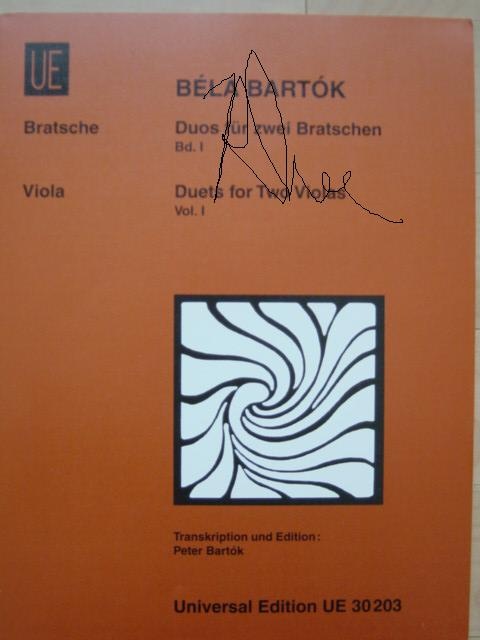 UE
BÉLA BARTÓK
Bratsche
Duos für zwei Bratschen
Bd. I
Viola
Duets for Two Violas
Vol. I
Transkription und Edition:
Peter Bartók
Universal Edition UE 30 203